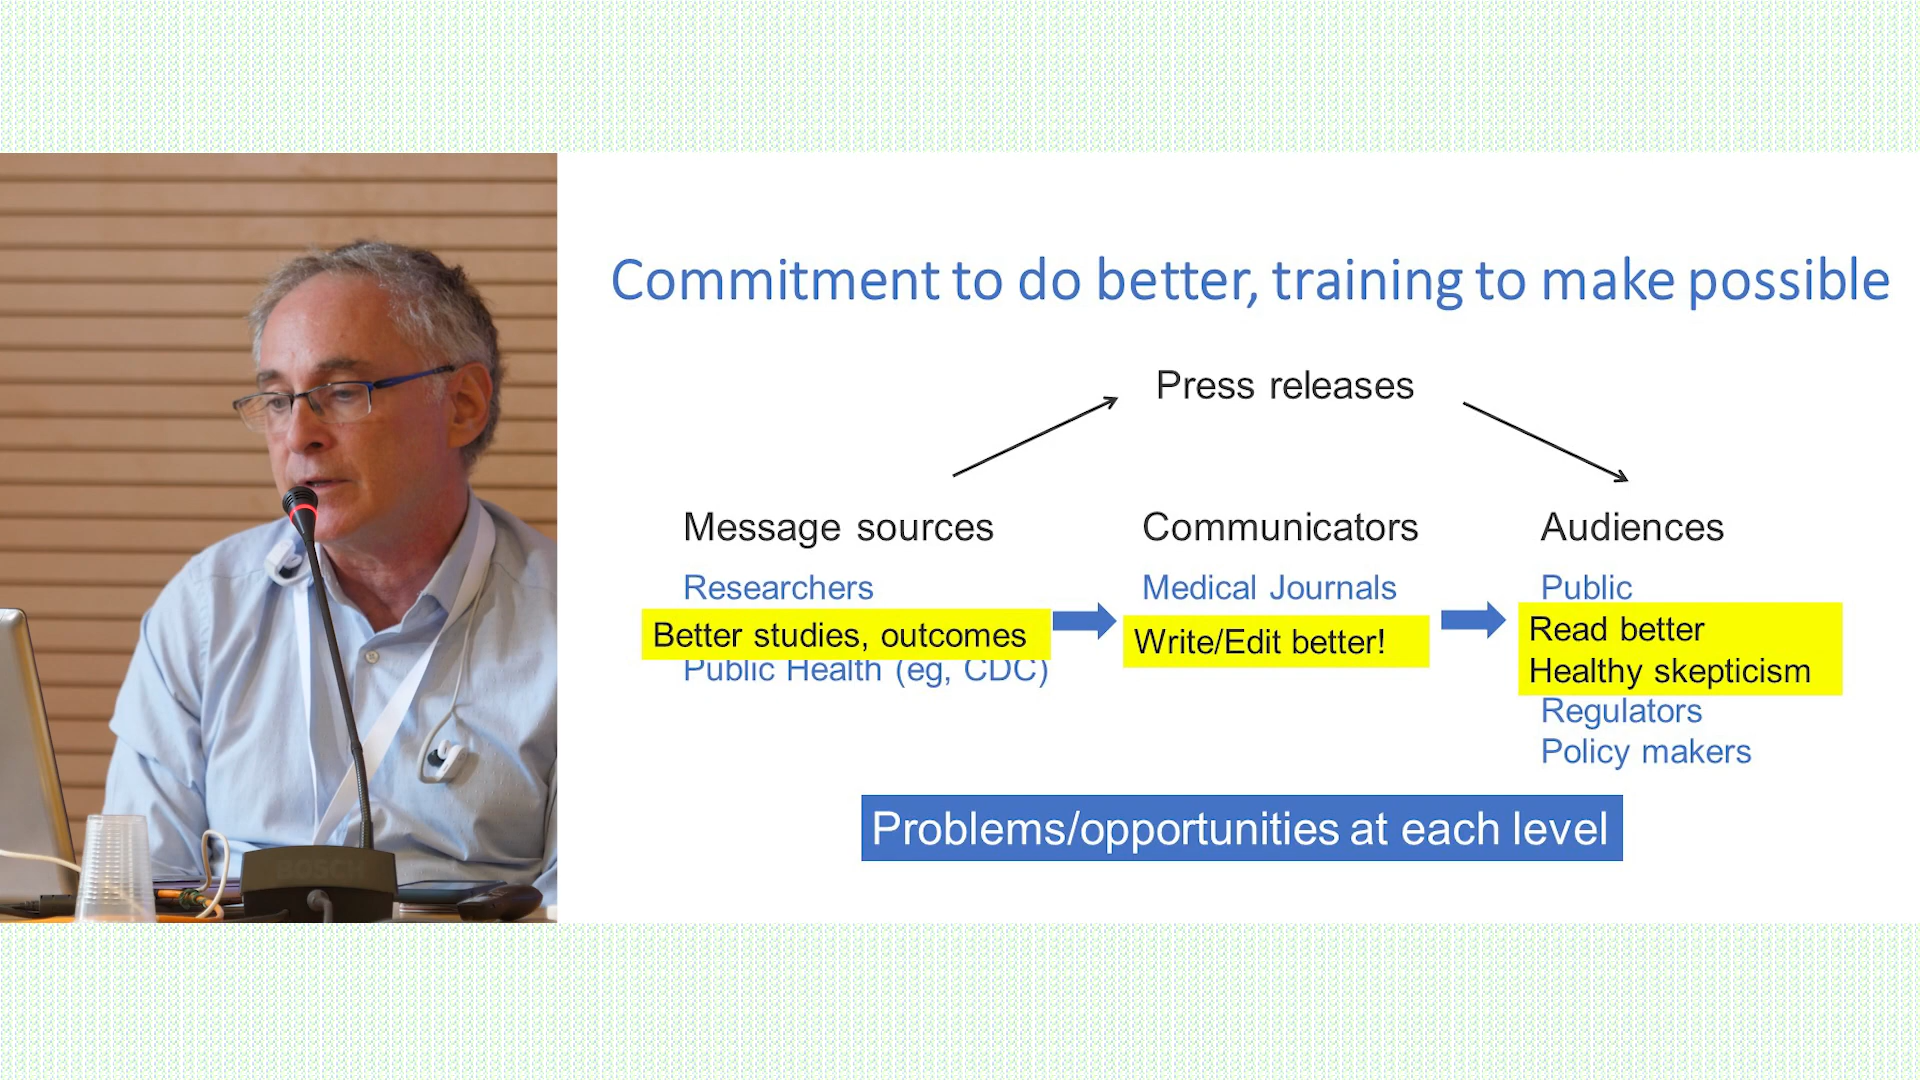 Commitment to do better, training to make possible
Press releases
Message sources
Researchers
Better studies, outcomes
Public Health (eg, CDC)
Communicators
Medical Journals
Write/Edit better!
Audiences
Public
Read better
Healthy skepticism
Regulators
Policy makers
Problems/opportunities at each level
BOSCH